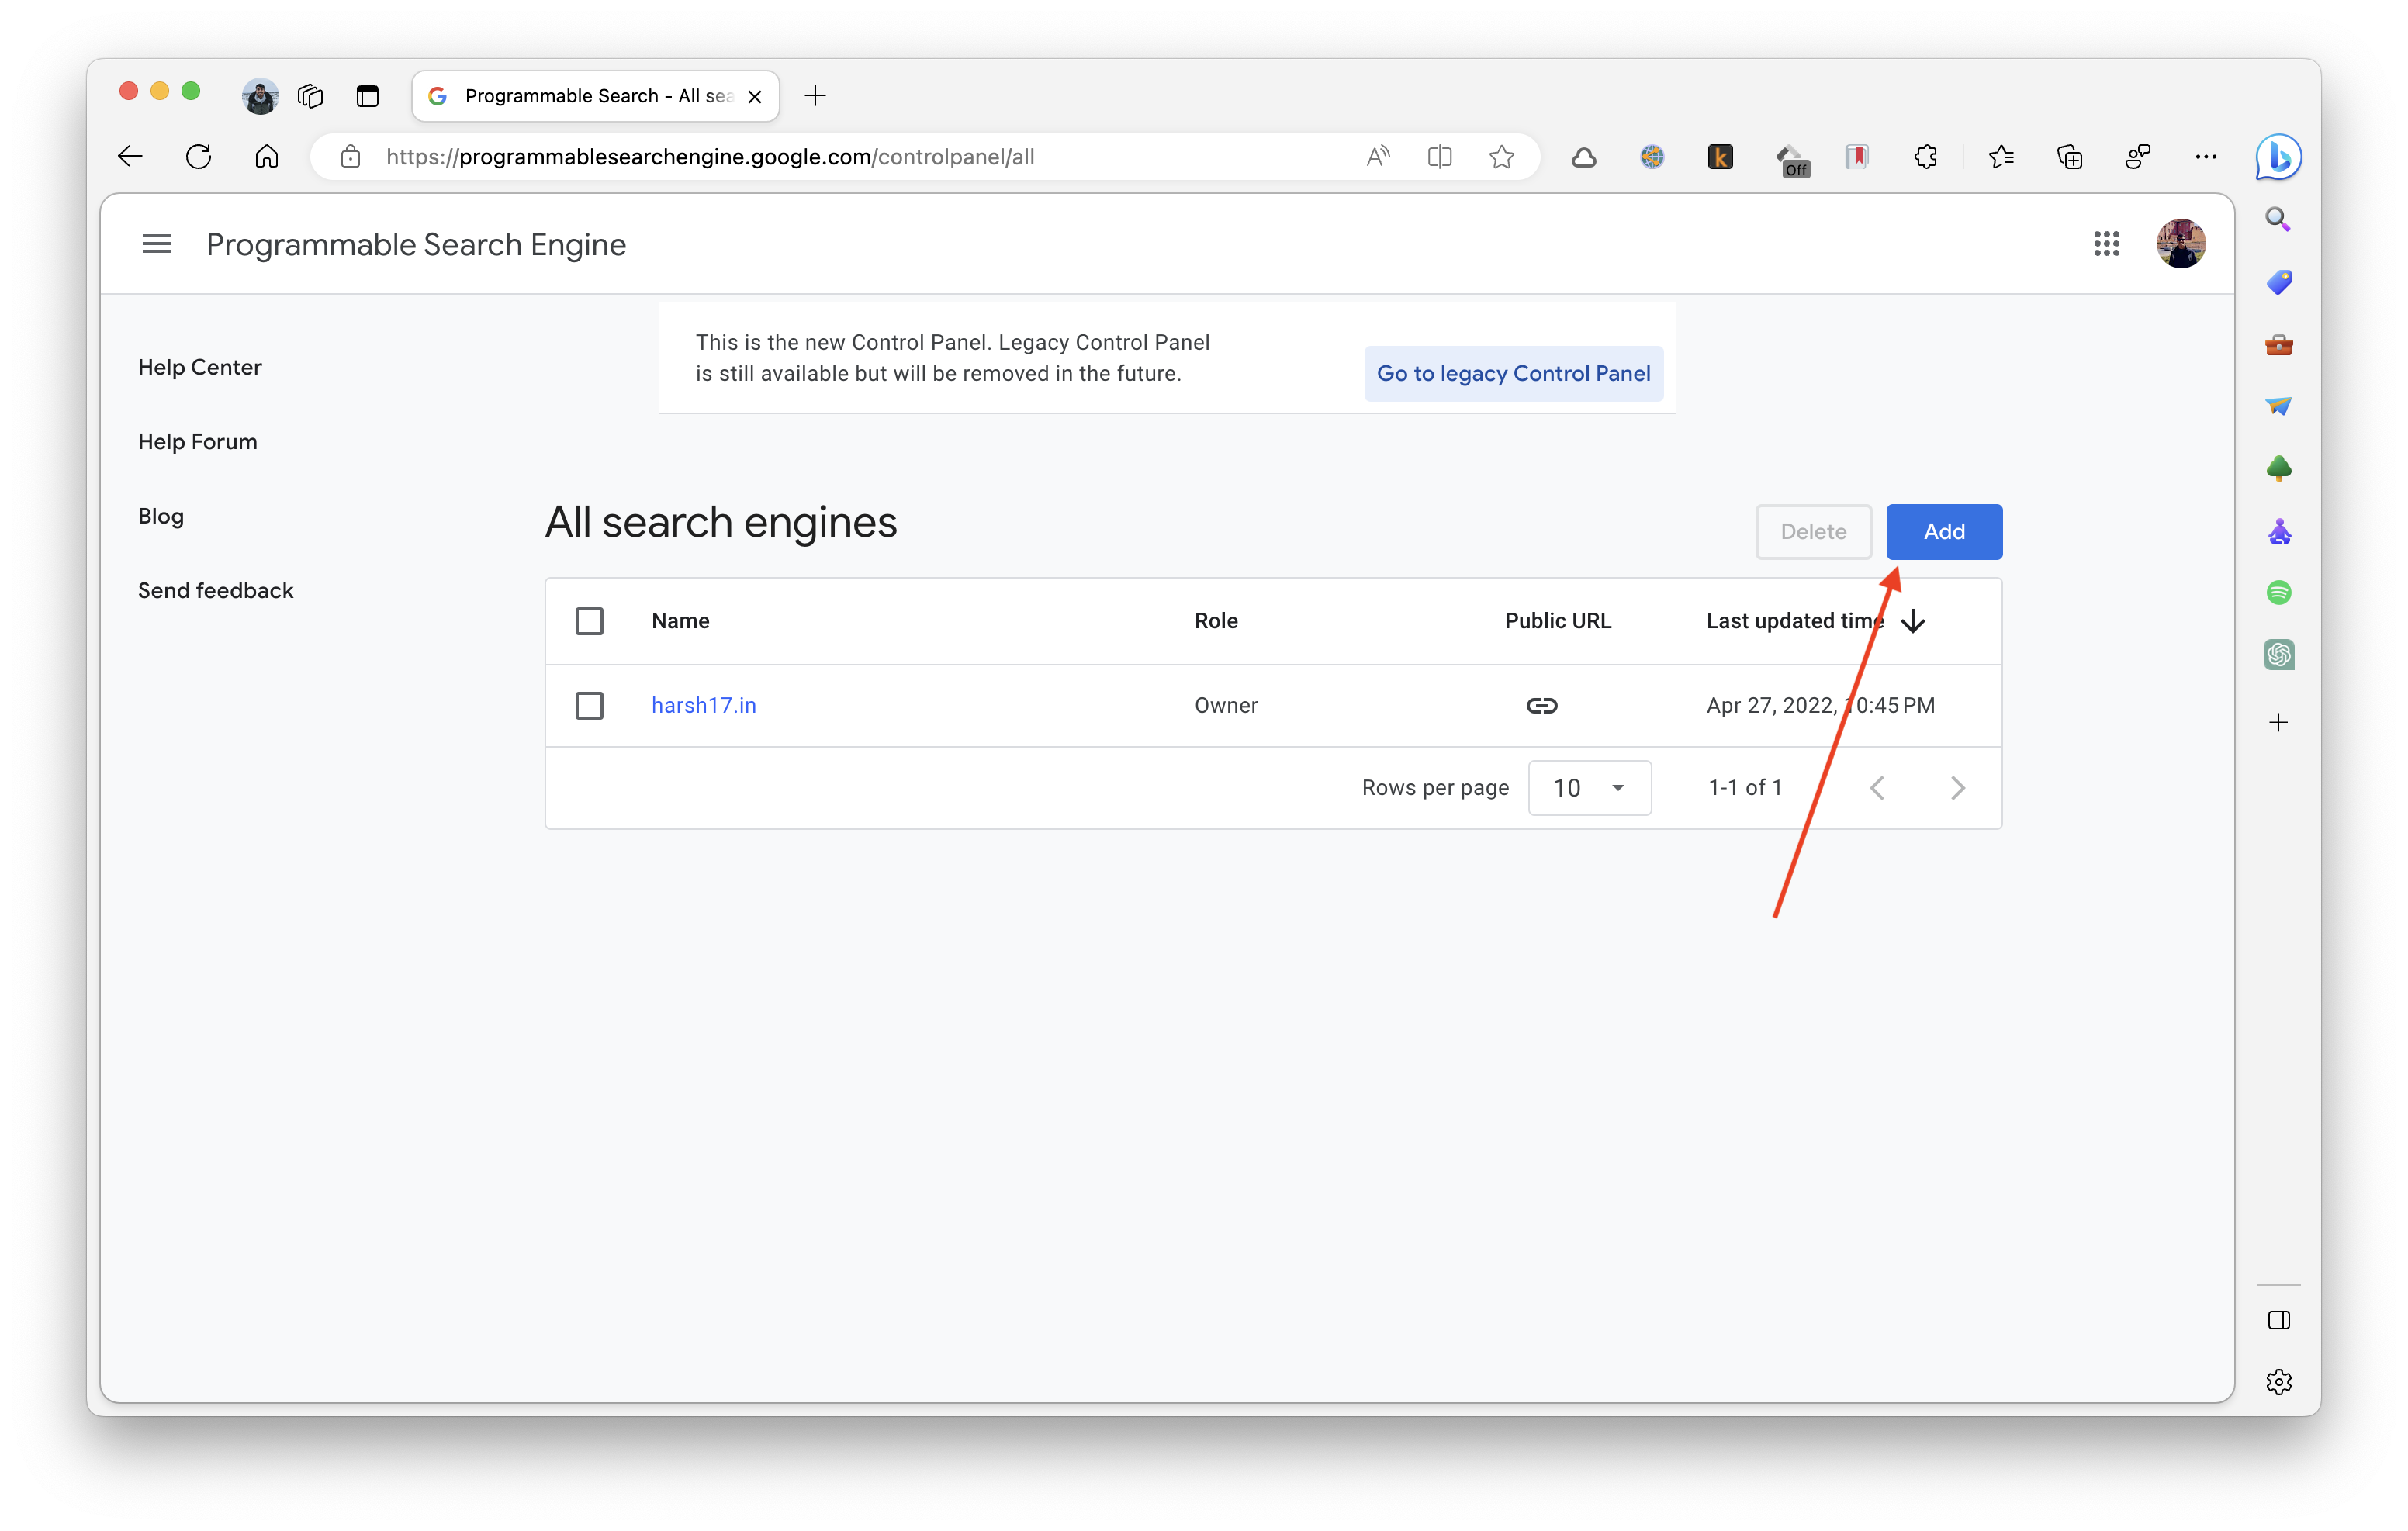 Programmable Search - All sea
https://programmablesearchengine.google.com/controlpanel/all
k
Off
Programmable Search Engine
Help Center
Help Forum
Blog
Send feedback
This is the new Control Panel. Legacy Control Panel
is still available but will be removed in the future.
Go to legacy Control Panel
All search engines
Delete
Add
Name Role Public URL Last updated time
harsh17.in Owner Apr 27, 2022, 10:45 PM
Rows per page 10 1-1 of 1